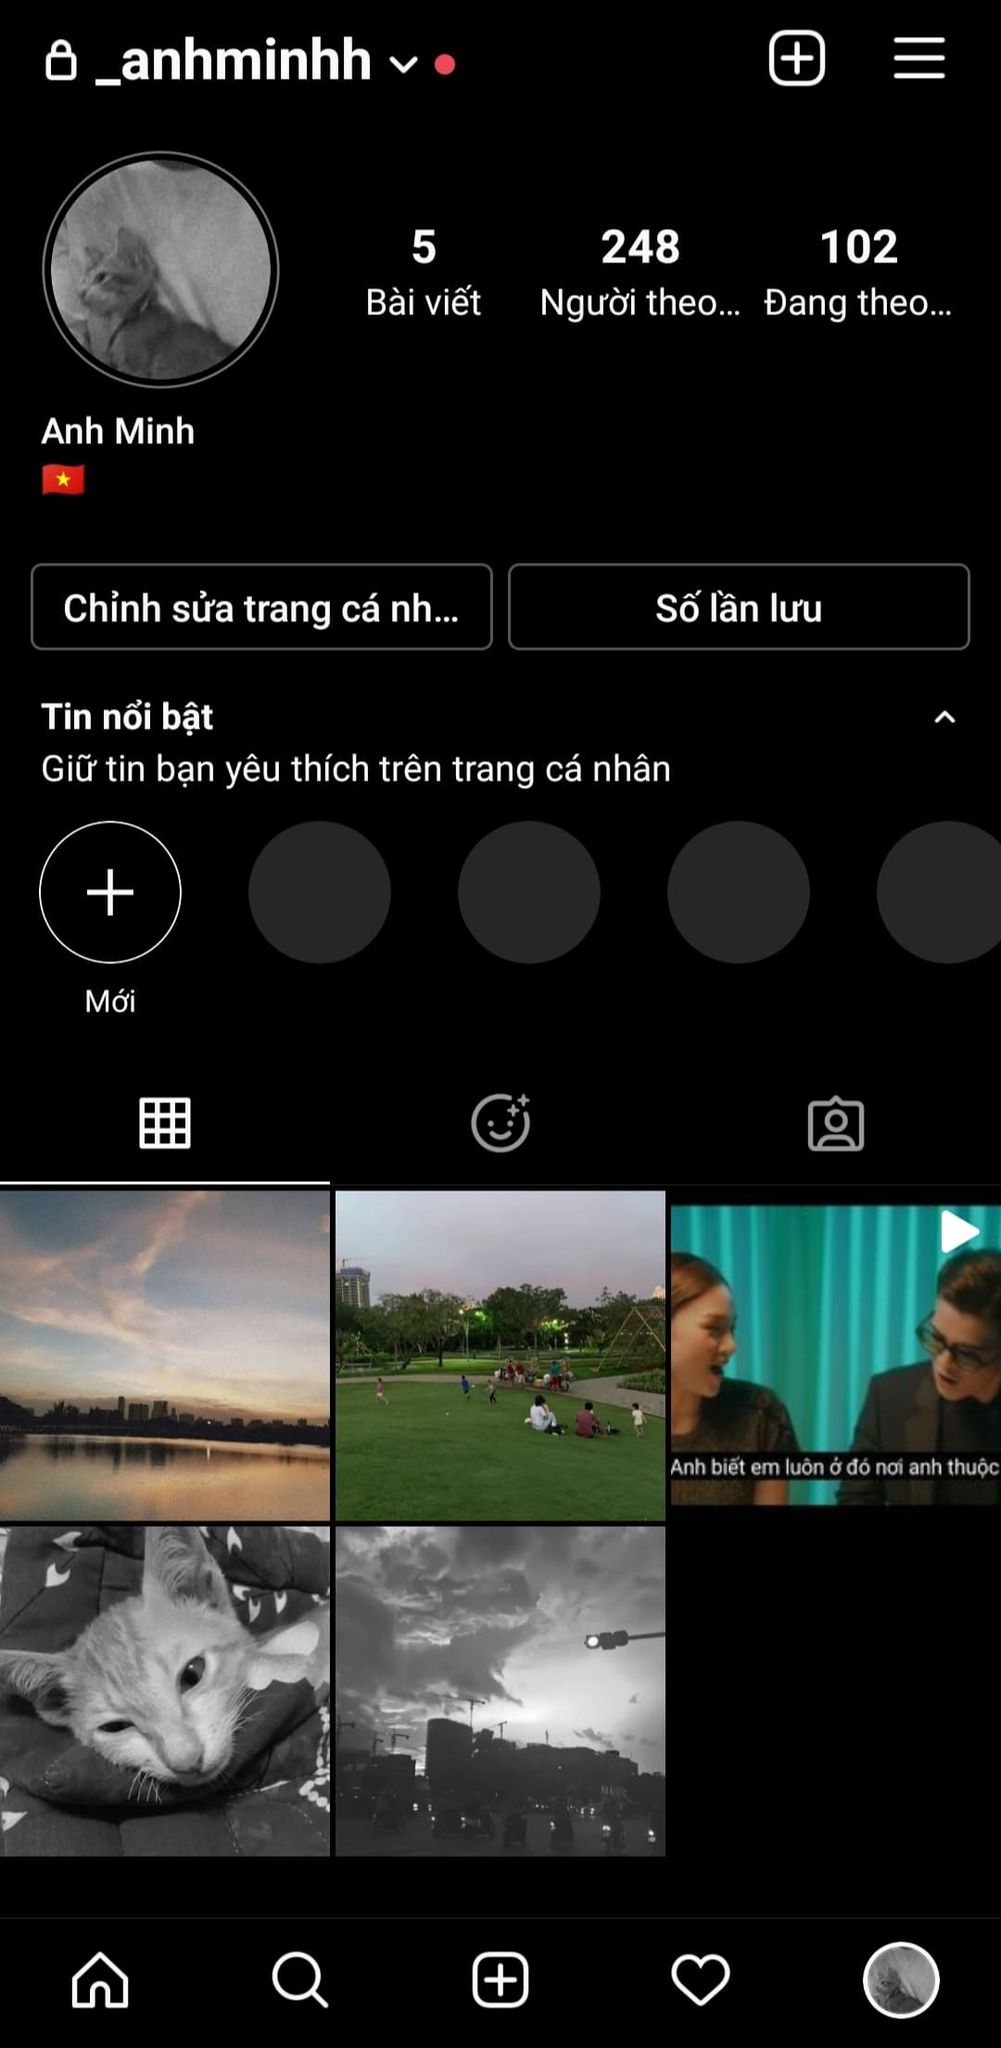 _anhminhh
5 248 102
Bài viết Người theo... Đang theo...
Anh Minh
Chỉnh sửa trang cá nh... Số lần lưu
Tin nổi bật
Giữ tin bạn yêu thích trên trang cá nhân
Mới
Anh biết em luôn ở đó nơi anh thuộc